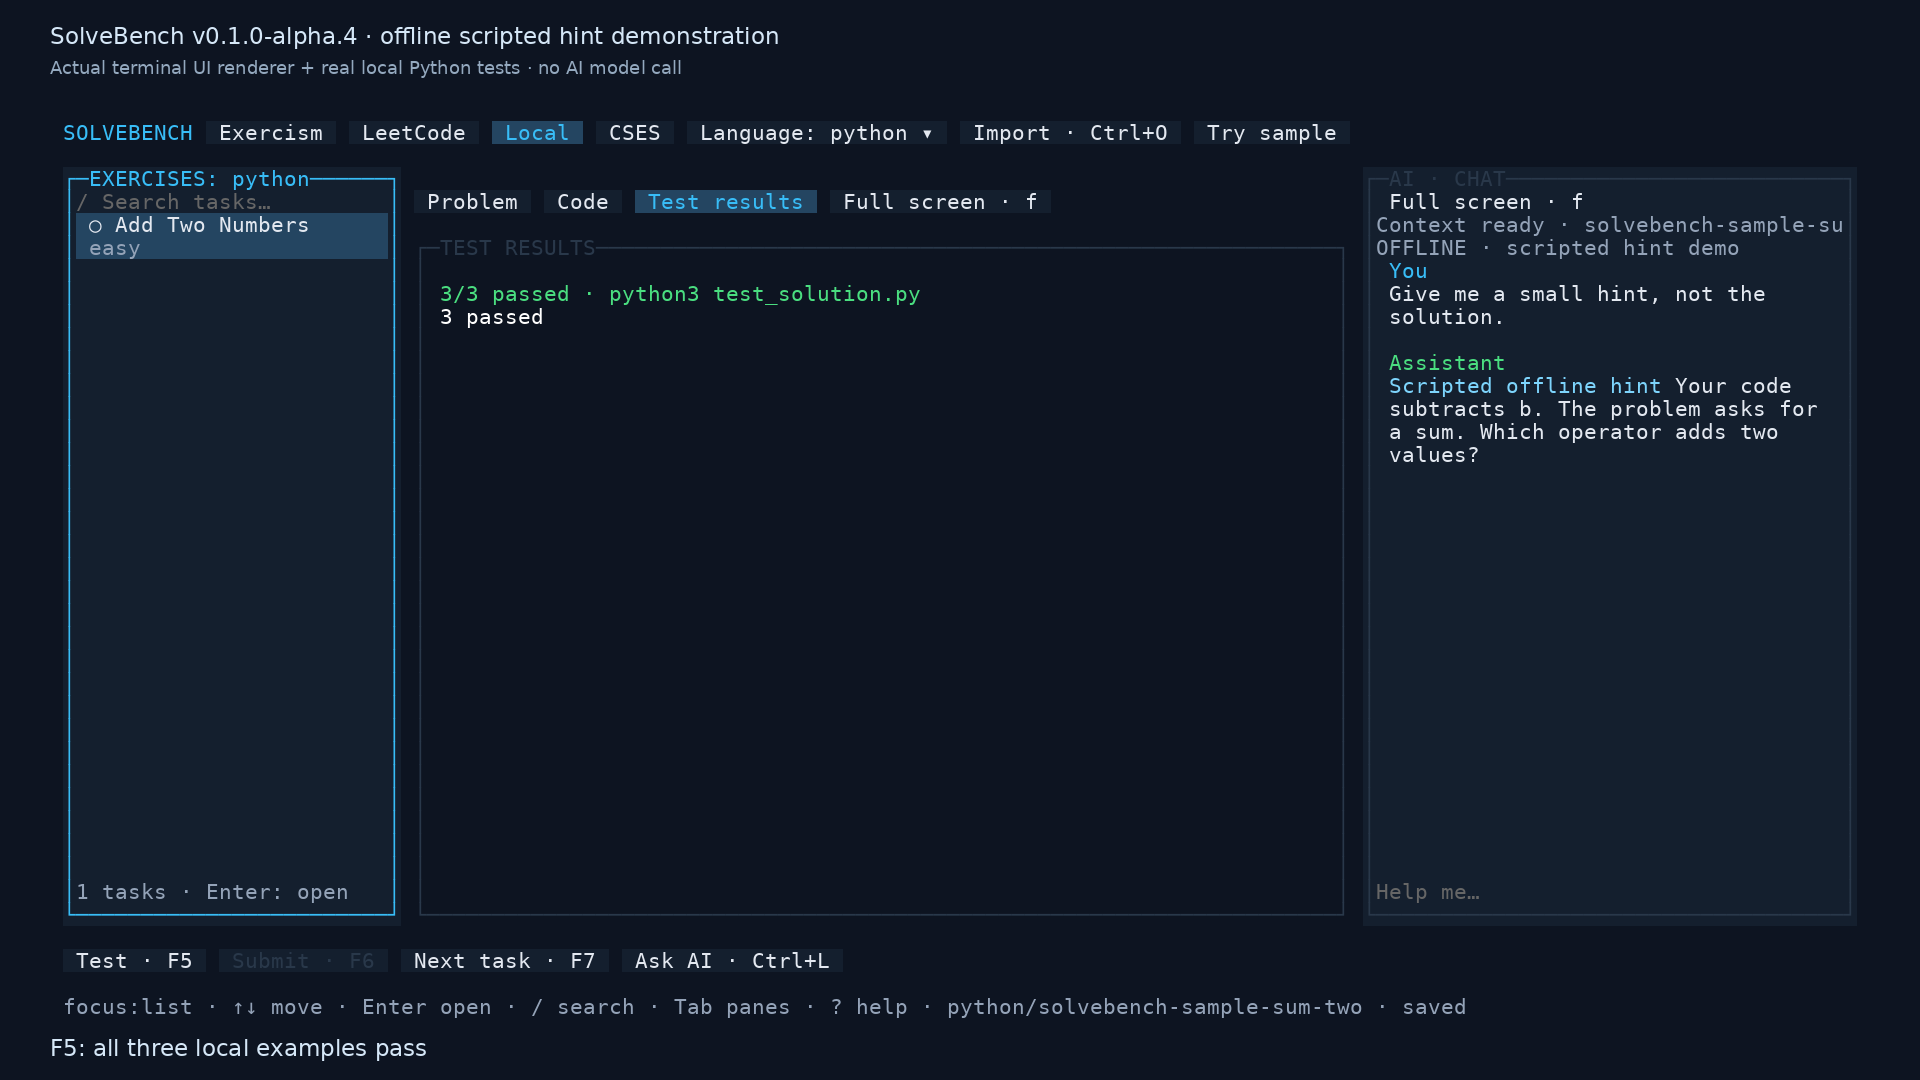 SolveBench v0.1.0-alpha.4 · offline scripted hint demonstration
Actual terminal UI renderer + real local Python tests · no AI model call
SOLVEBENCH Exercism LeetCode Local CSES Language: python ▾ Import · Ctrl+O Try sample
EXERCISES: python
/ Search tasks…
○ Add Two Numbers
easy
1 tasks · Enter: open
Problem Code Test results Full screen · f
TEST RESULTS
3/3 passed · python3 test_solution.py
3 passed
AI · CHAT
Full screen · f
Context ready · solvebench-sample-su
OFFLINE · scripted hint demo
You
Give me a small hint, not the
solution.
Assistant
Scripted offline hint Your code
subtracts b. The problem asks for
a sum. Which operator adds two
values?
Help me…
Test · F5 Submit · F6 Next task · F7 Ask AI · Ctrl+L
focus:list · ↑↓ move · Enter open · / search · Tab panes · ? help · python/solvebench-sample-sum-two · saved
F5: all three local examples pass